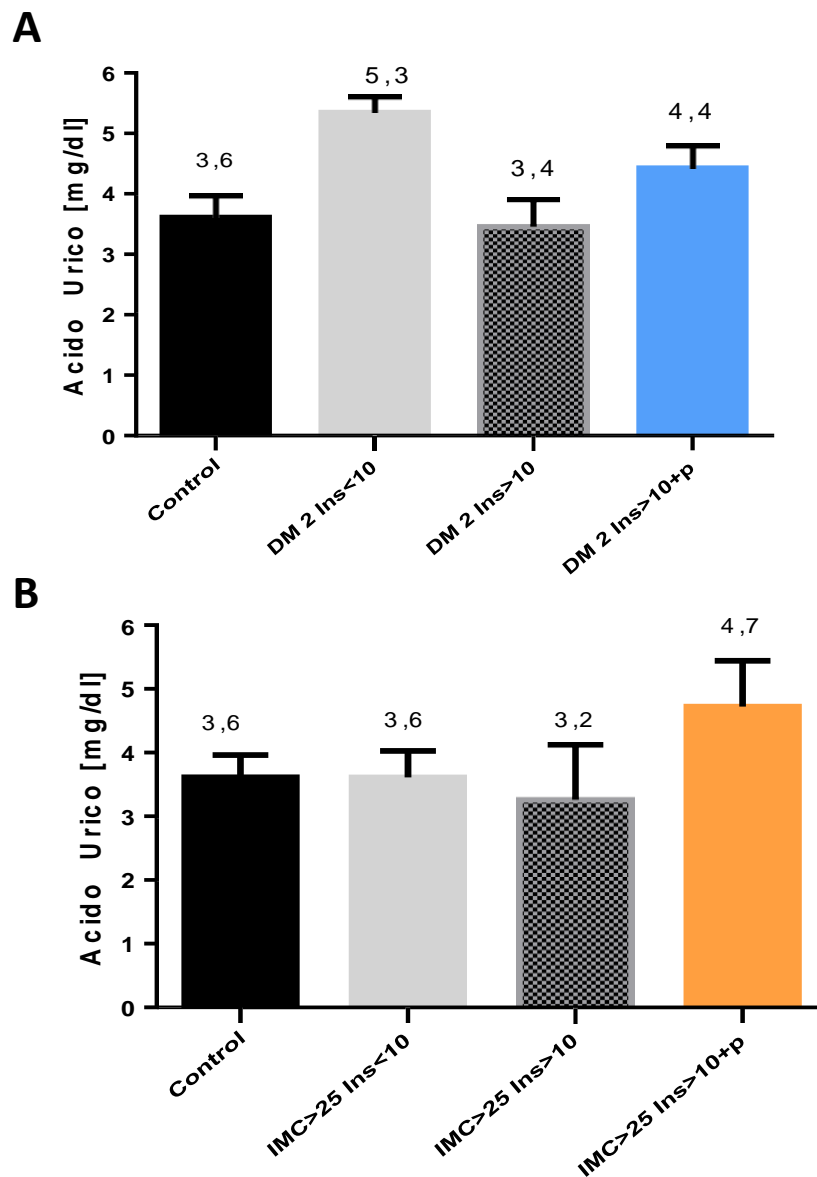 A
Acido Urico [mg/dl]
6
5
4
3
2
1
0
3,6
5,3
3,4
4,4
Control
DM 2 Ins<10
DM 2 Ins>10
DM 2 Ins>10+p
B
Acido Urico [mg/dl]
6
5
4
3
2
1
0
3,6
3,6
3,2
4,7
Control
IMC>25 Ins<10
IMC>25 Ins>10
IMC>25 Ins>10+p